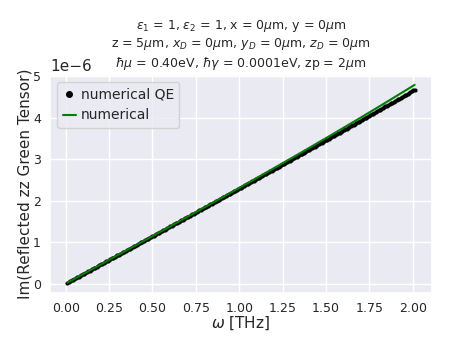 ε₁ = 1, ε₂ = 1, x = 0μm, y = 0μm
z = 5μm, x_D = 0μm, y_D = 0μm, z_D = 0μm
ℏμ = 0.40eV, ℏγ = 0.0001eV, zp = 2μm
1e−6
5
4
3
2
1
0
Im(Reflected zz Green Tensor)
numerical QE
numerical
0.00 0.25 0.50 0.75 1.00 1.25 1.50 1.75 2.00
ω [THz]